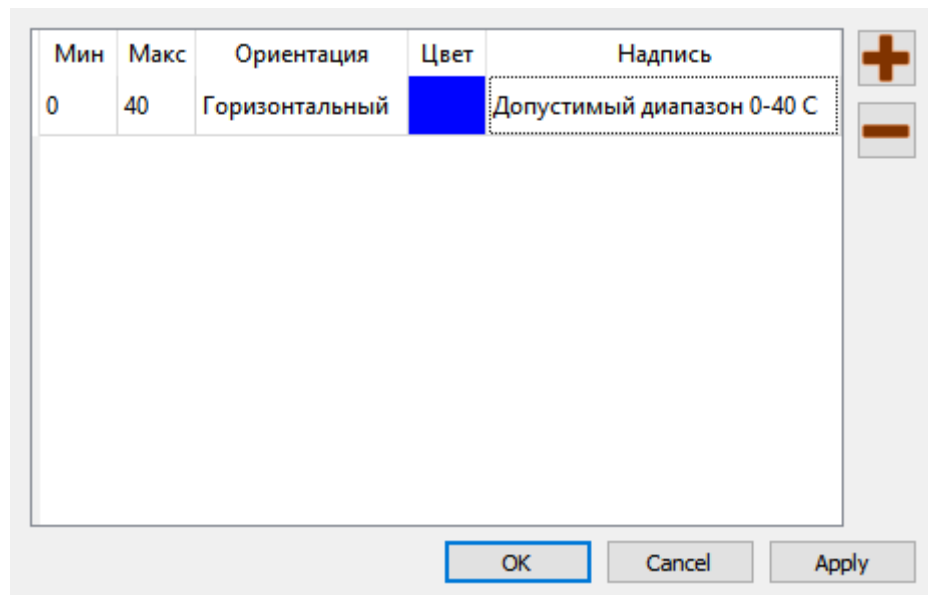 Мин Макс Ориентация Цвет Надпись
0 40 Горизонтальный Допустимый диапазон 0-40 C
OK Cancel Apply